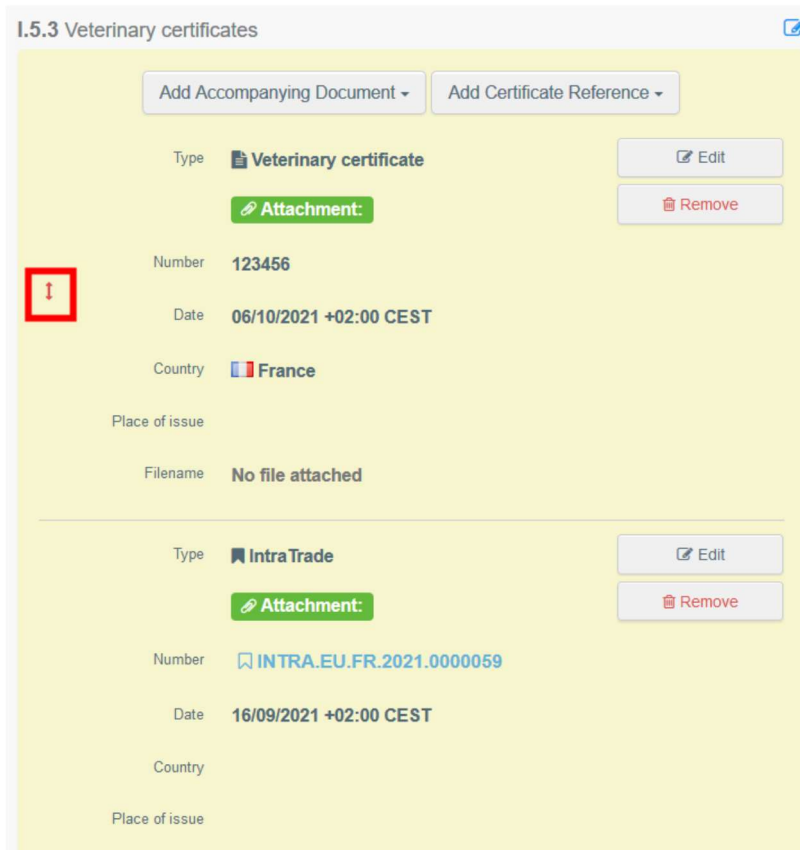 I.5.3 Veterinary certificates
Add Accompanying Document
Add Certificate Reference
Type Veterinary certificate
Edit
Attachment:
Remove
Number 123456
Date 06/10/2021 +02:00 CEST
Country France
Place of issue
Filename No file attached
Type IntraTrade
Edit
Attachment:
Remove
Number INTRA.EU.FR.2021.0000059
Date 16/09/2021 +02:00 CEST
Country
Place of issue